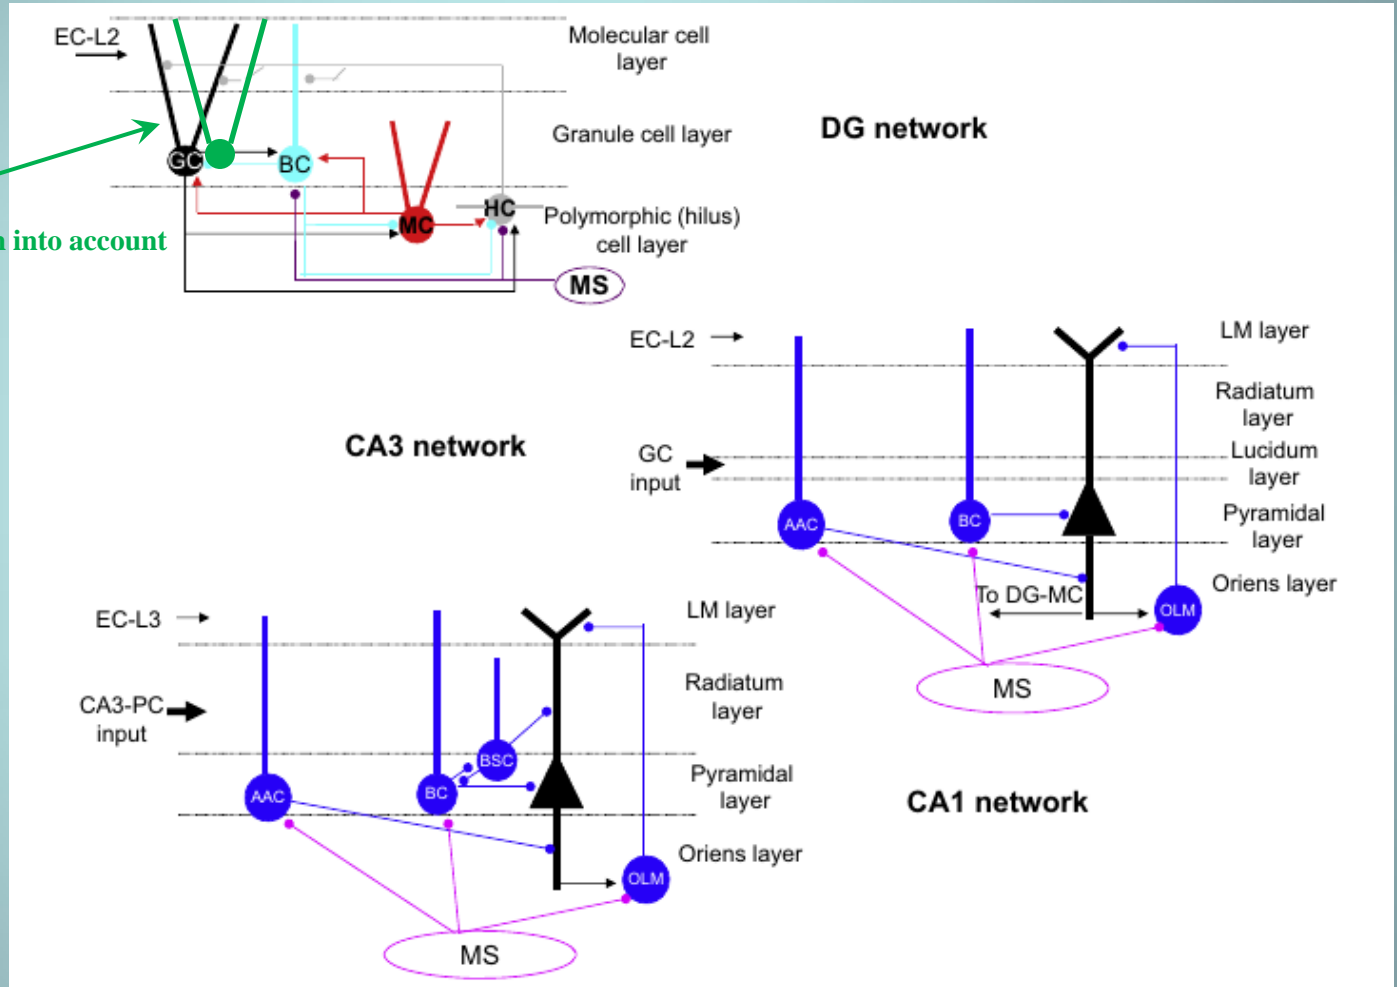 EC-L2
Molecular cell
layer
Granule cell layer
DG network
GC
BC
MC
HC
Polymorphic (hilus)
cell layer
into account
MS
EC-L2
LM layer
Radiatum
layer
CA3 network
GC
input
Lucidum
layer
AAC
BC
Pyramidal
layer
To DG-MC
Oriens layer
OLM
MS
EC-L3
LM layer
Radiatum
layer
CA3-PC
input
BSC
AAC
BC
Pyramidal
layer
CA1 network
Oriens layer
OLM
MS